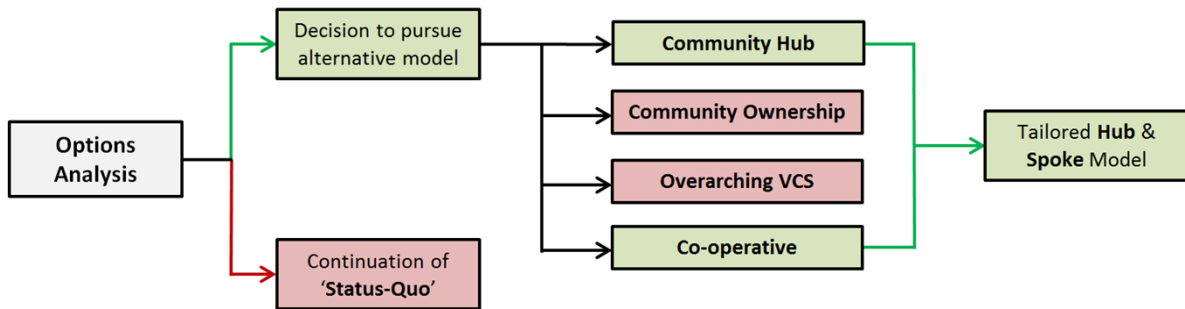 Options
Analysis
Decision to pursue
alternative model
Continuation of
‘Status-Quo’
Community Hub
Community Ownership
Overarching VCS
Co-operative
Tailored Hub &
Spoke Model